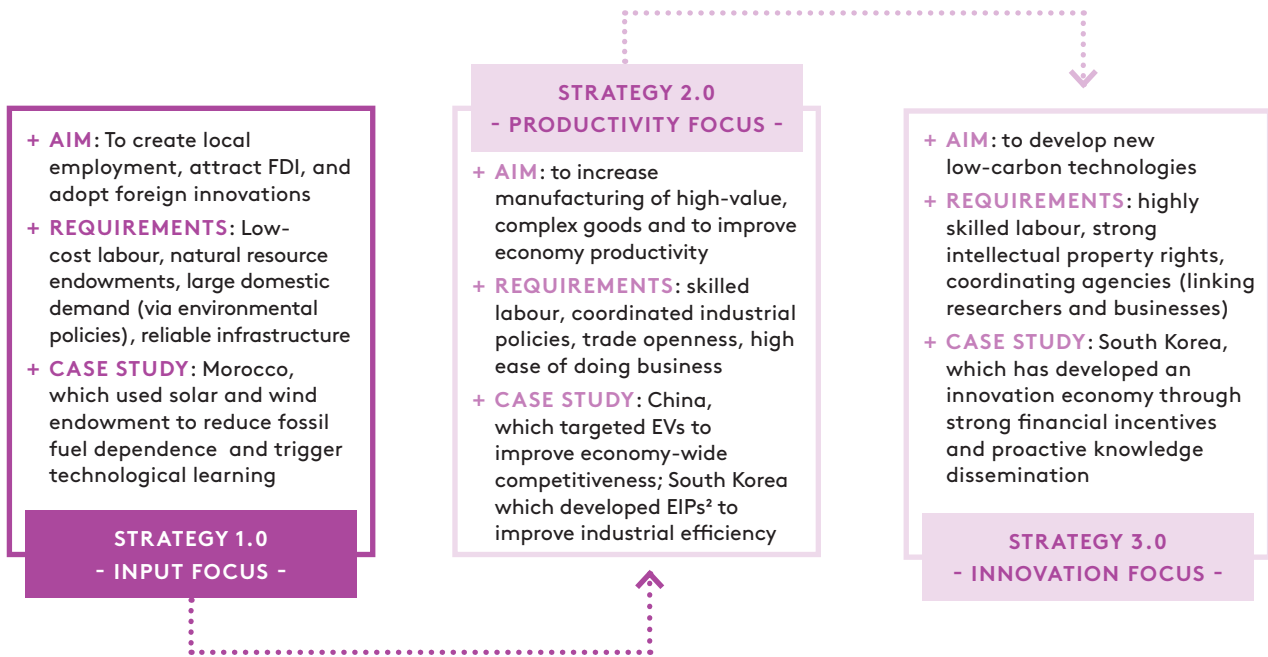 + AIM: To create local
employment, attract FDI, and
adopt foreign innovations
+ REQUIREMENTS: Low-
cost labour, natural resource
endowments, large domestic
demand (via environmental
policies), reliable infrastructure
+ CASE STUDY: Morocco,
which used solar and wind
endowment to reduce fossil
fuel dependence and trigger
technological learning
STRATEGY 1.0
- INPUT FOCUS -
STRATEGY 2.0
- PRODUCTIVITY FOCUS -
+ AIM: to increase
manufacturing of high-value,
complex goods and to improve
economy productivity
+ REQUIREMENTS: skilled
labour, coordinated industrial
policies, trade openness, high
ease of doing business
+ CASE STUDY: China,
which targeted EVs to
improve economy-wide
competitiveness; South Korea
which developed EIPs² to
improve industrial efficiency
+ AIM: to develop new
low-carbon technologies
+ REQUIREMENTS: highly
skilled labour, strong
intellectual property rights,
coordinating agencies (linking
researchers and businesses)
+ CASE STUDY: South Korea,
which has developed an
innovation economy through
strong financial incentives
and proactive knowledge
dissemination
STRATEGY 3.0
- INNOVATION FOCUS -